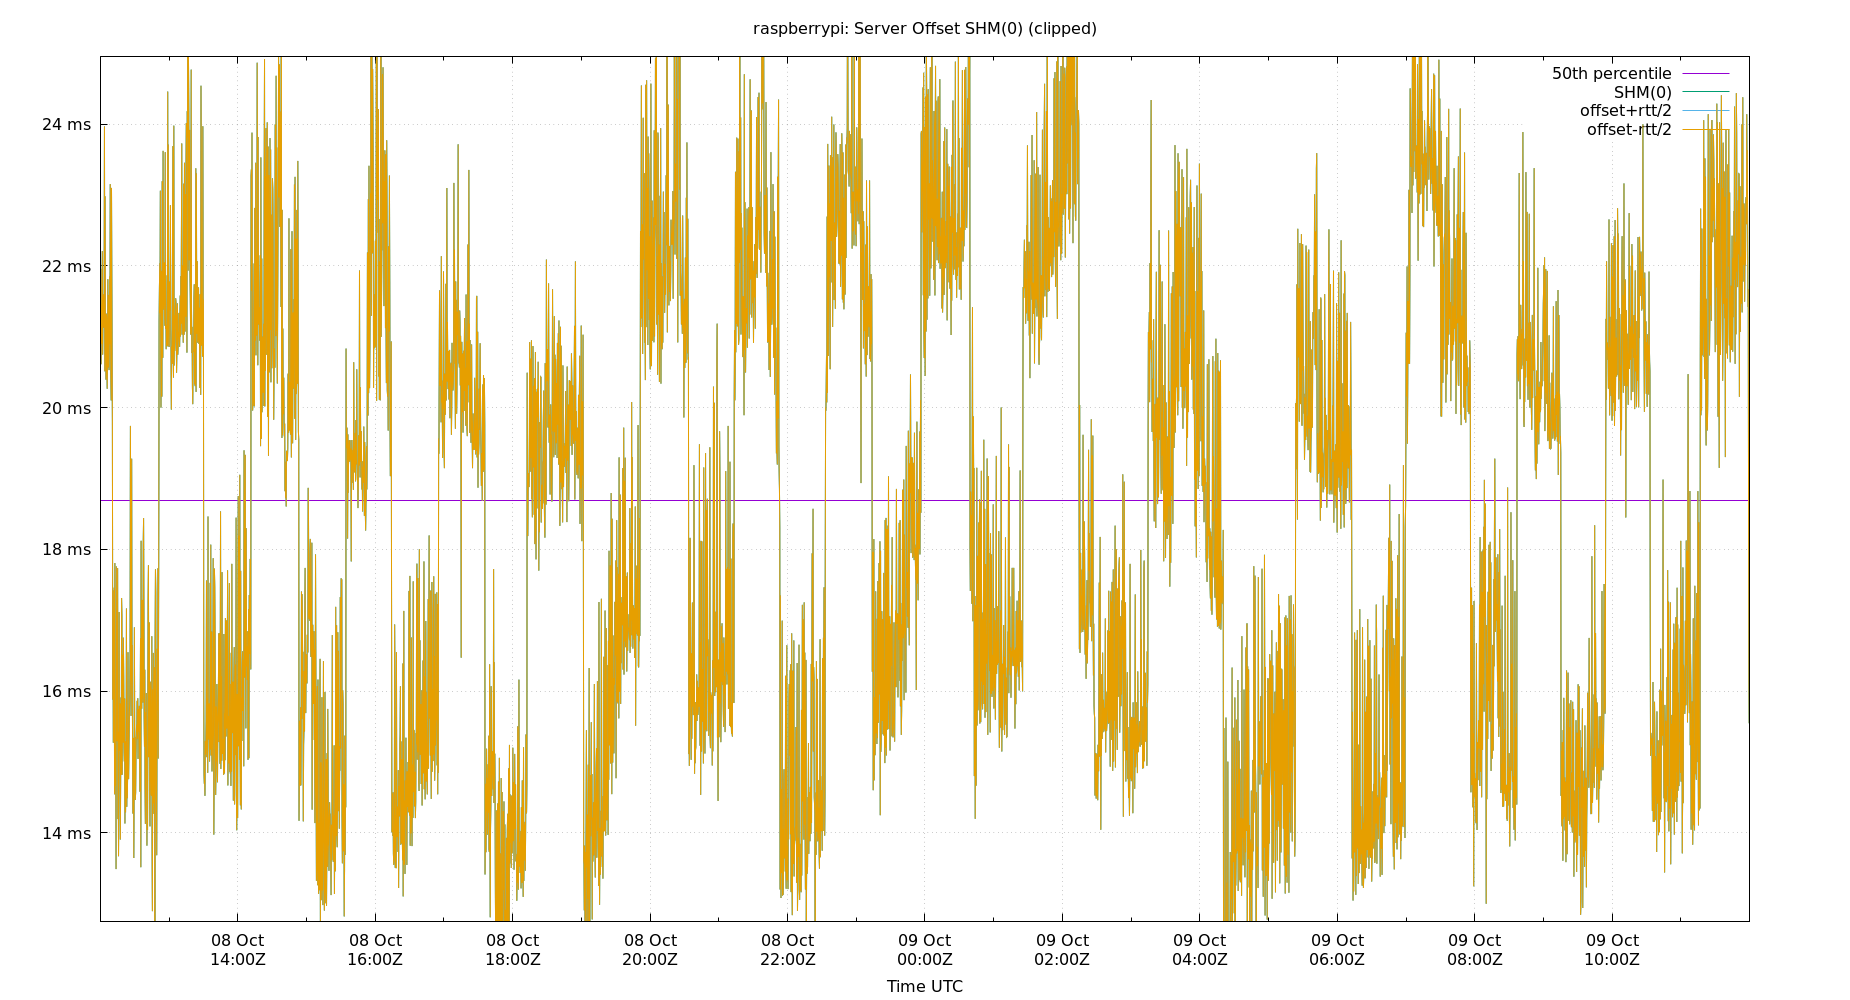 raspberrypi: Server Offset SHM(0) (clipped)
50th percentile
SHM(0)
offset+rtt/2
offset-rtt/2
24 ms
22 ms
20 ms
18 ms
16 ms
14 ms
08 Oct 08 Oct 08 Oct 08 Oct 08 Oct 09 Oct 09 Oct 09 Oct 09 Oct 09 Oct 09 Oct
14:00Z 16:00Z 18:00Z 20:00Z 22:00Z 00:00Z 02:00Z 04:00Z 06:00Z 08:00Z 10:00Z
Time UTC